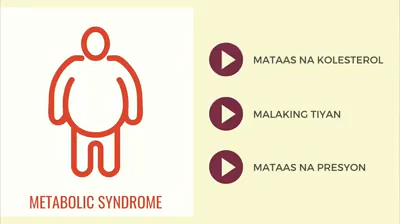 MATAAS NA KOLESTEROL
MALAKING TIYAN
MATAAS NA PRESYON
METABOLIC SYNDROME